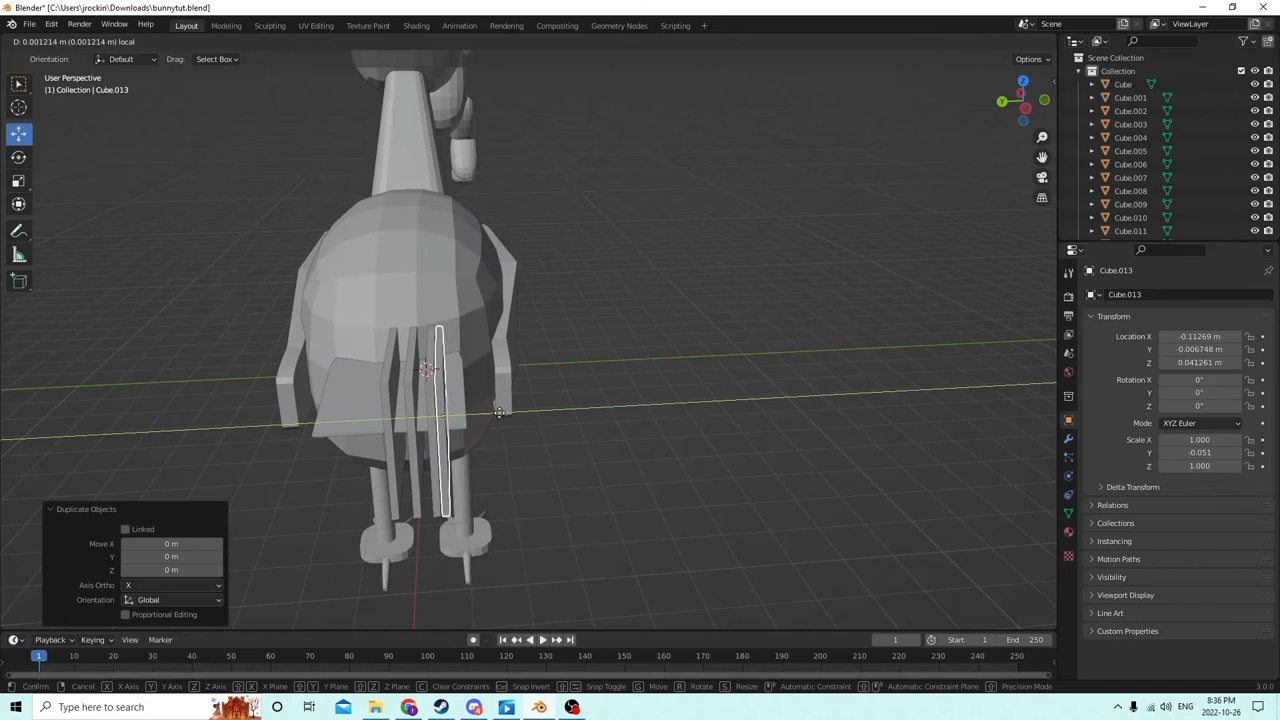 Blender* [C:\Users\jrockin\Downloads\bunnytut.blend]
File Edit Render Window Help Layout Modeling Sculpting UV Editing Texture Paint Shading Animation Rendering Compositing Geometry Nodes Scripting + Scene ViewLayer
D: 0.001214 m (0.001214 m) local
Orientation: Default Drag: Select Box Options
User Perspective
(1) Collection | Cube.013
Z
Y
Scene Collection
Collection
Cube
Cube.001
Cube.002
Cube.003
Cube.004
Cube.005
Cube.006
Cube.007
Cube.008
Cube.009
Cube.010
Cube.011
Cube.013
Cube.013
Transform
Location X -0.11269 m
Y -0.006748 m
Z 0.041261 m
Rotation X 0°
Y 0°
Z 0°
Mode XYZ Euler
Scale X 1.000
Y -0.051
Z 1.000
Delta Transform
Relations
Collections
Instancing
Motion Paths
Visibility
Viewport Display
Line Art
Custom Properties
Duplicate Objects
Linked
Move X 0 m
Y 0 m
Z 0 m
Axis Ortho X
Orientation Global
Proportional Editing
Playback Keying View Marker 1 Start 1 End 250
1 10 20 30 40 50 60 70 80 90 100 110 120 130 140 150 160 170 180 190 200 210 220 230 240 250
Confirm Cancel X X Axis Y Y Axis Z Z Axis X X Plane Y Y Plane Z Z Plane C Clear Constraints Snap Invert Snap Toggle G Move R Rotate S Resize Automatic Constraint Automatic Constraint Plane Precision Mode 3.0.0
Type here to search
8:36 PM
2022-10-26